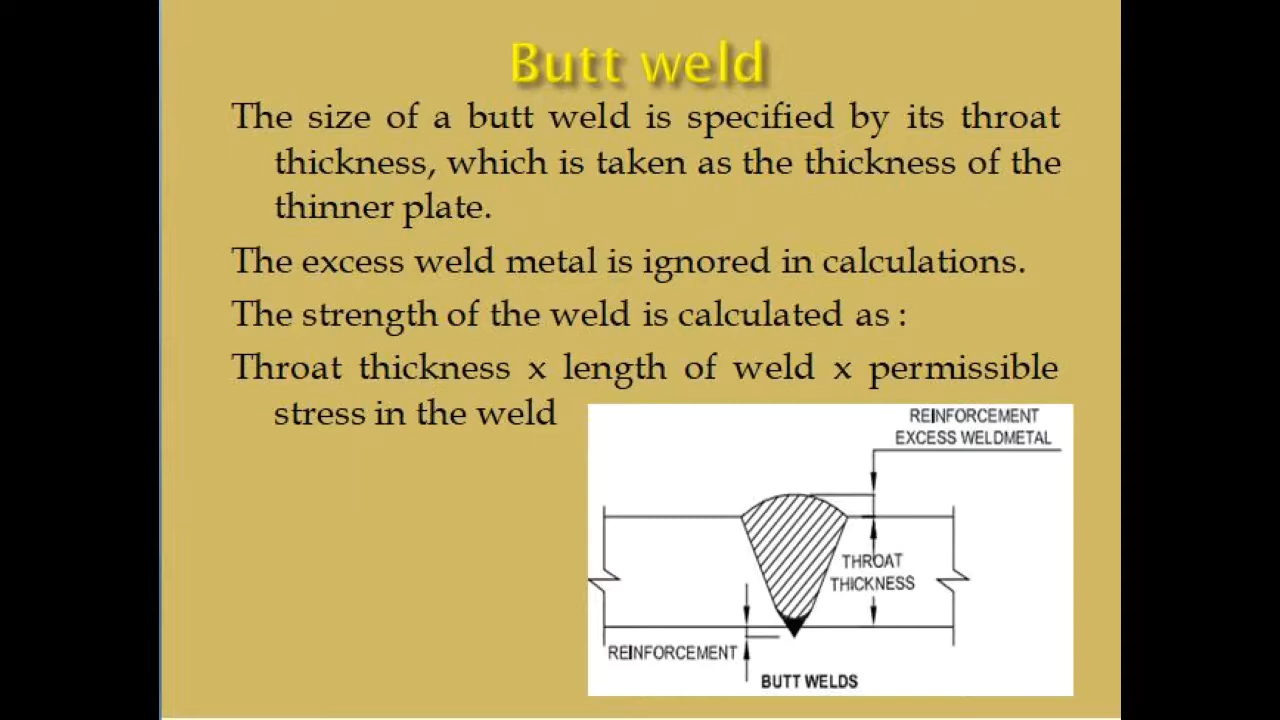 Butt weld
The size of a butt weld is specified by its throat
thickness, which is taken as the thickness of the
thinner plate.
The excess weld metal is ignored in calculations.
The strength of the weld is calculated as :
Throat thickness x length of weld x permissible
stress in the weld
REINFORCEMENT
EXCESS WELDMETAL
THROAT
THICKNESS
REINFORCEMENT
BUTT WELDS